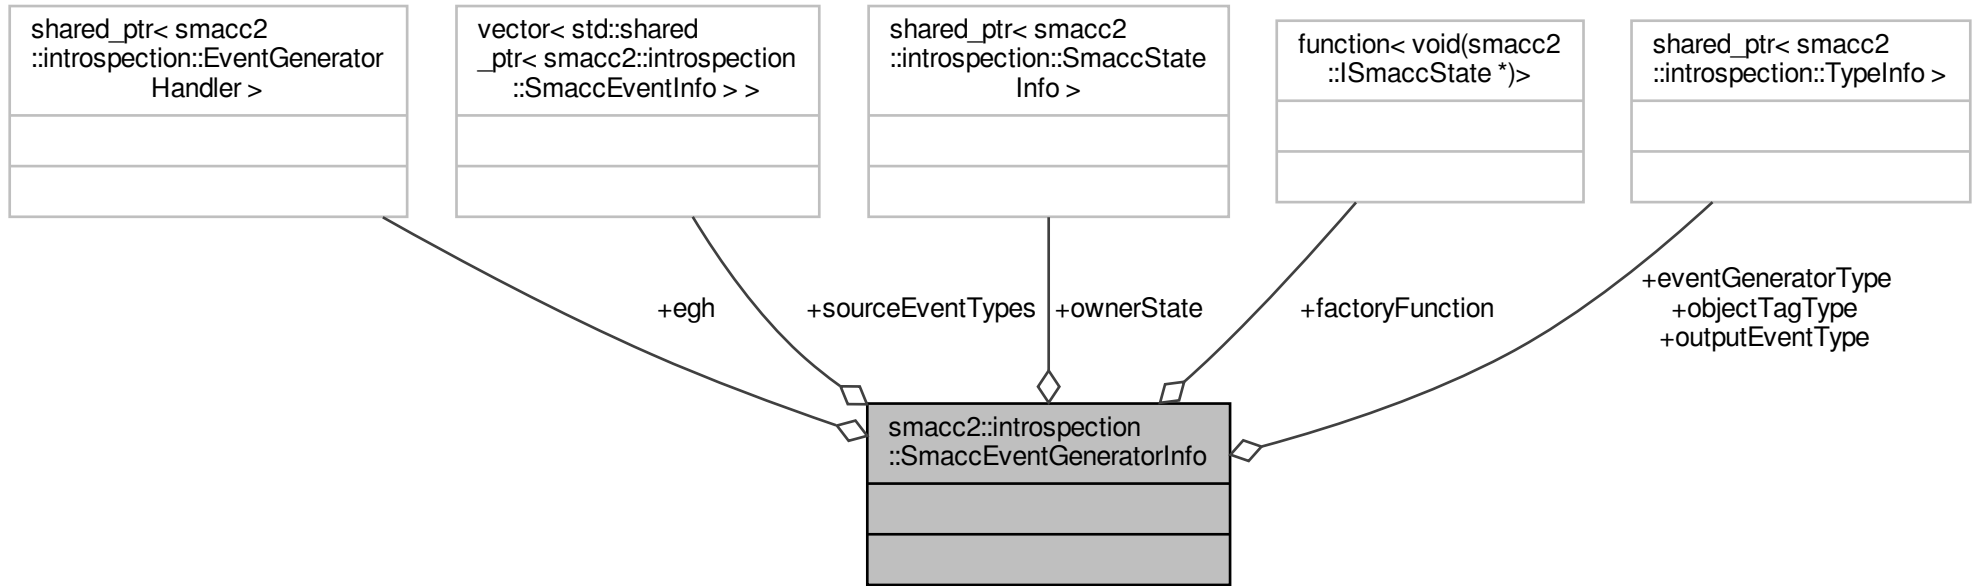 shared_ptr< smacc2
::introspection::EventGenerator
Handler >
vector< std::shared
_ptr< smacc2::introspection
::SmaccEventInfo > >
shared_ptr< smacc2
::introspection::SmaccState
Info >
function< void(smacc2
::ISmaccState *)>
shared_ptr< smacc2
::introspection::TypeInfo >
+egh
+sourceEventTypes
+ownerState
+factoryFunction
+eventGeneratorType
+objectTagType
+outputEventType
smacc2::introspection
::SmaccEventGeneratorInfo